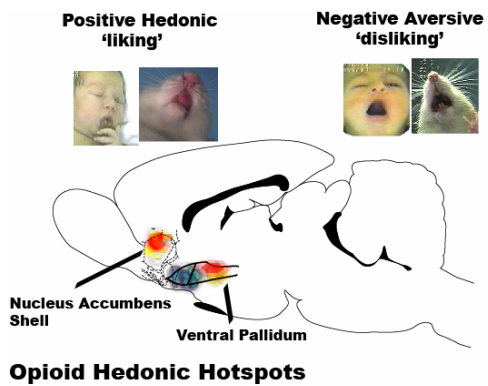 Positive Hedonic
'liking'
Negative Aversive
'disliking'
Nucleus Accumbens
Shell
Ventral Pallidum
Opioid Hedonic Hotspots